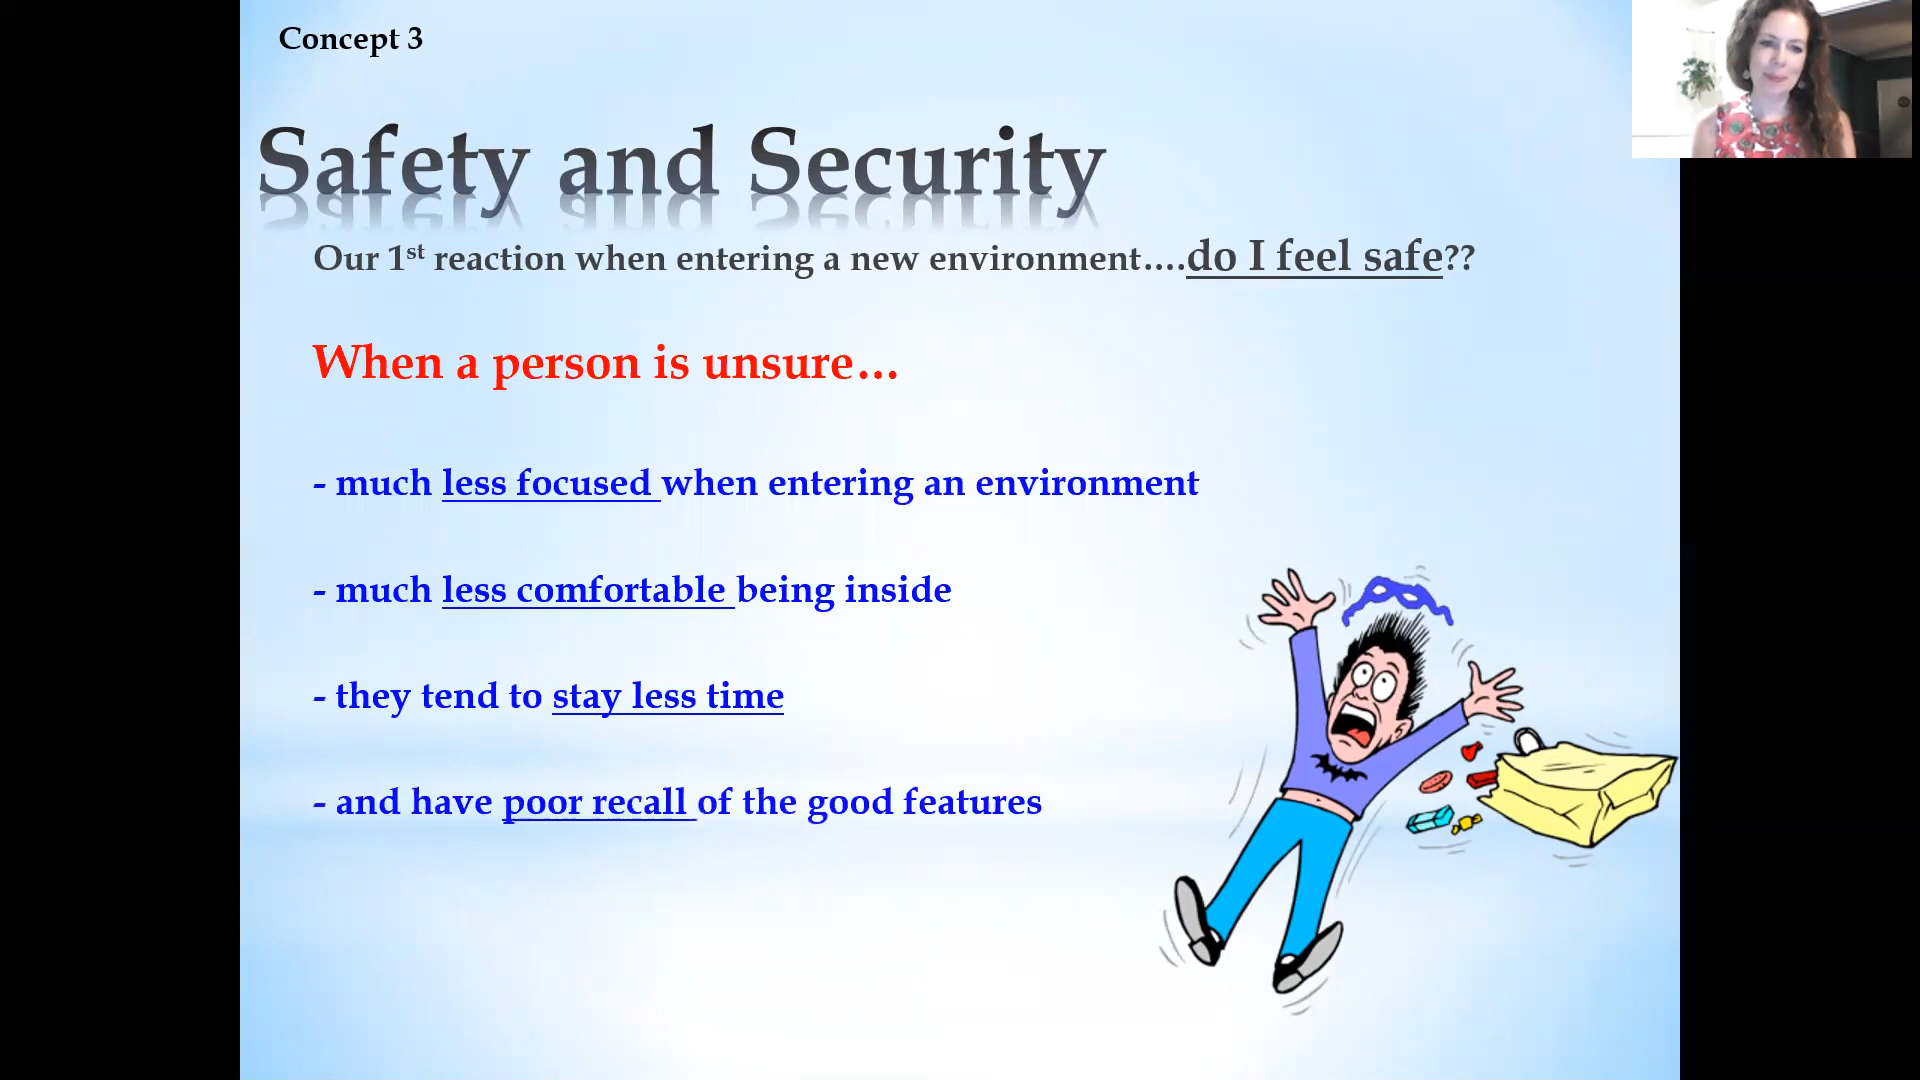 Concept 3
Safety and Security
Our 1st reaction when entering a new environment....do I feel safe??
When a person is unsure...
- much less focused when entering an environment
- much less comfortable being inside
- they tend to stay less time
- and have poor recall of the good features